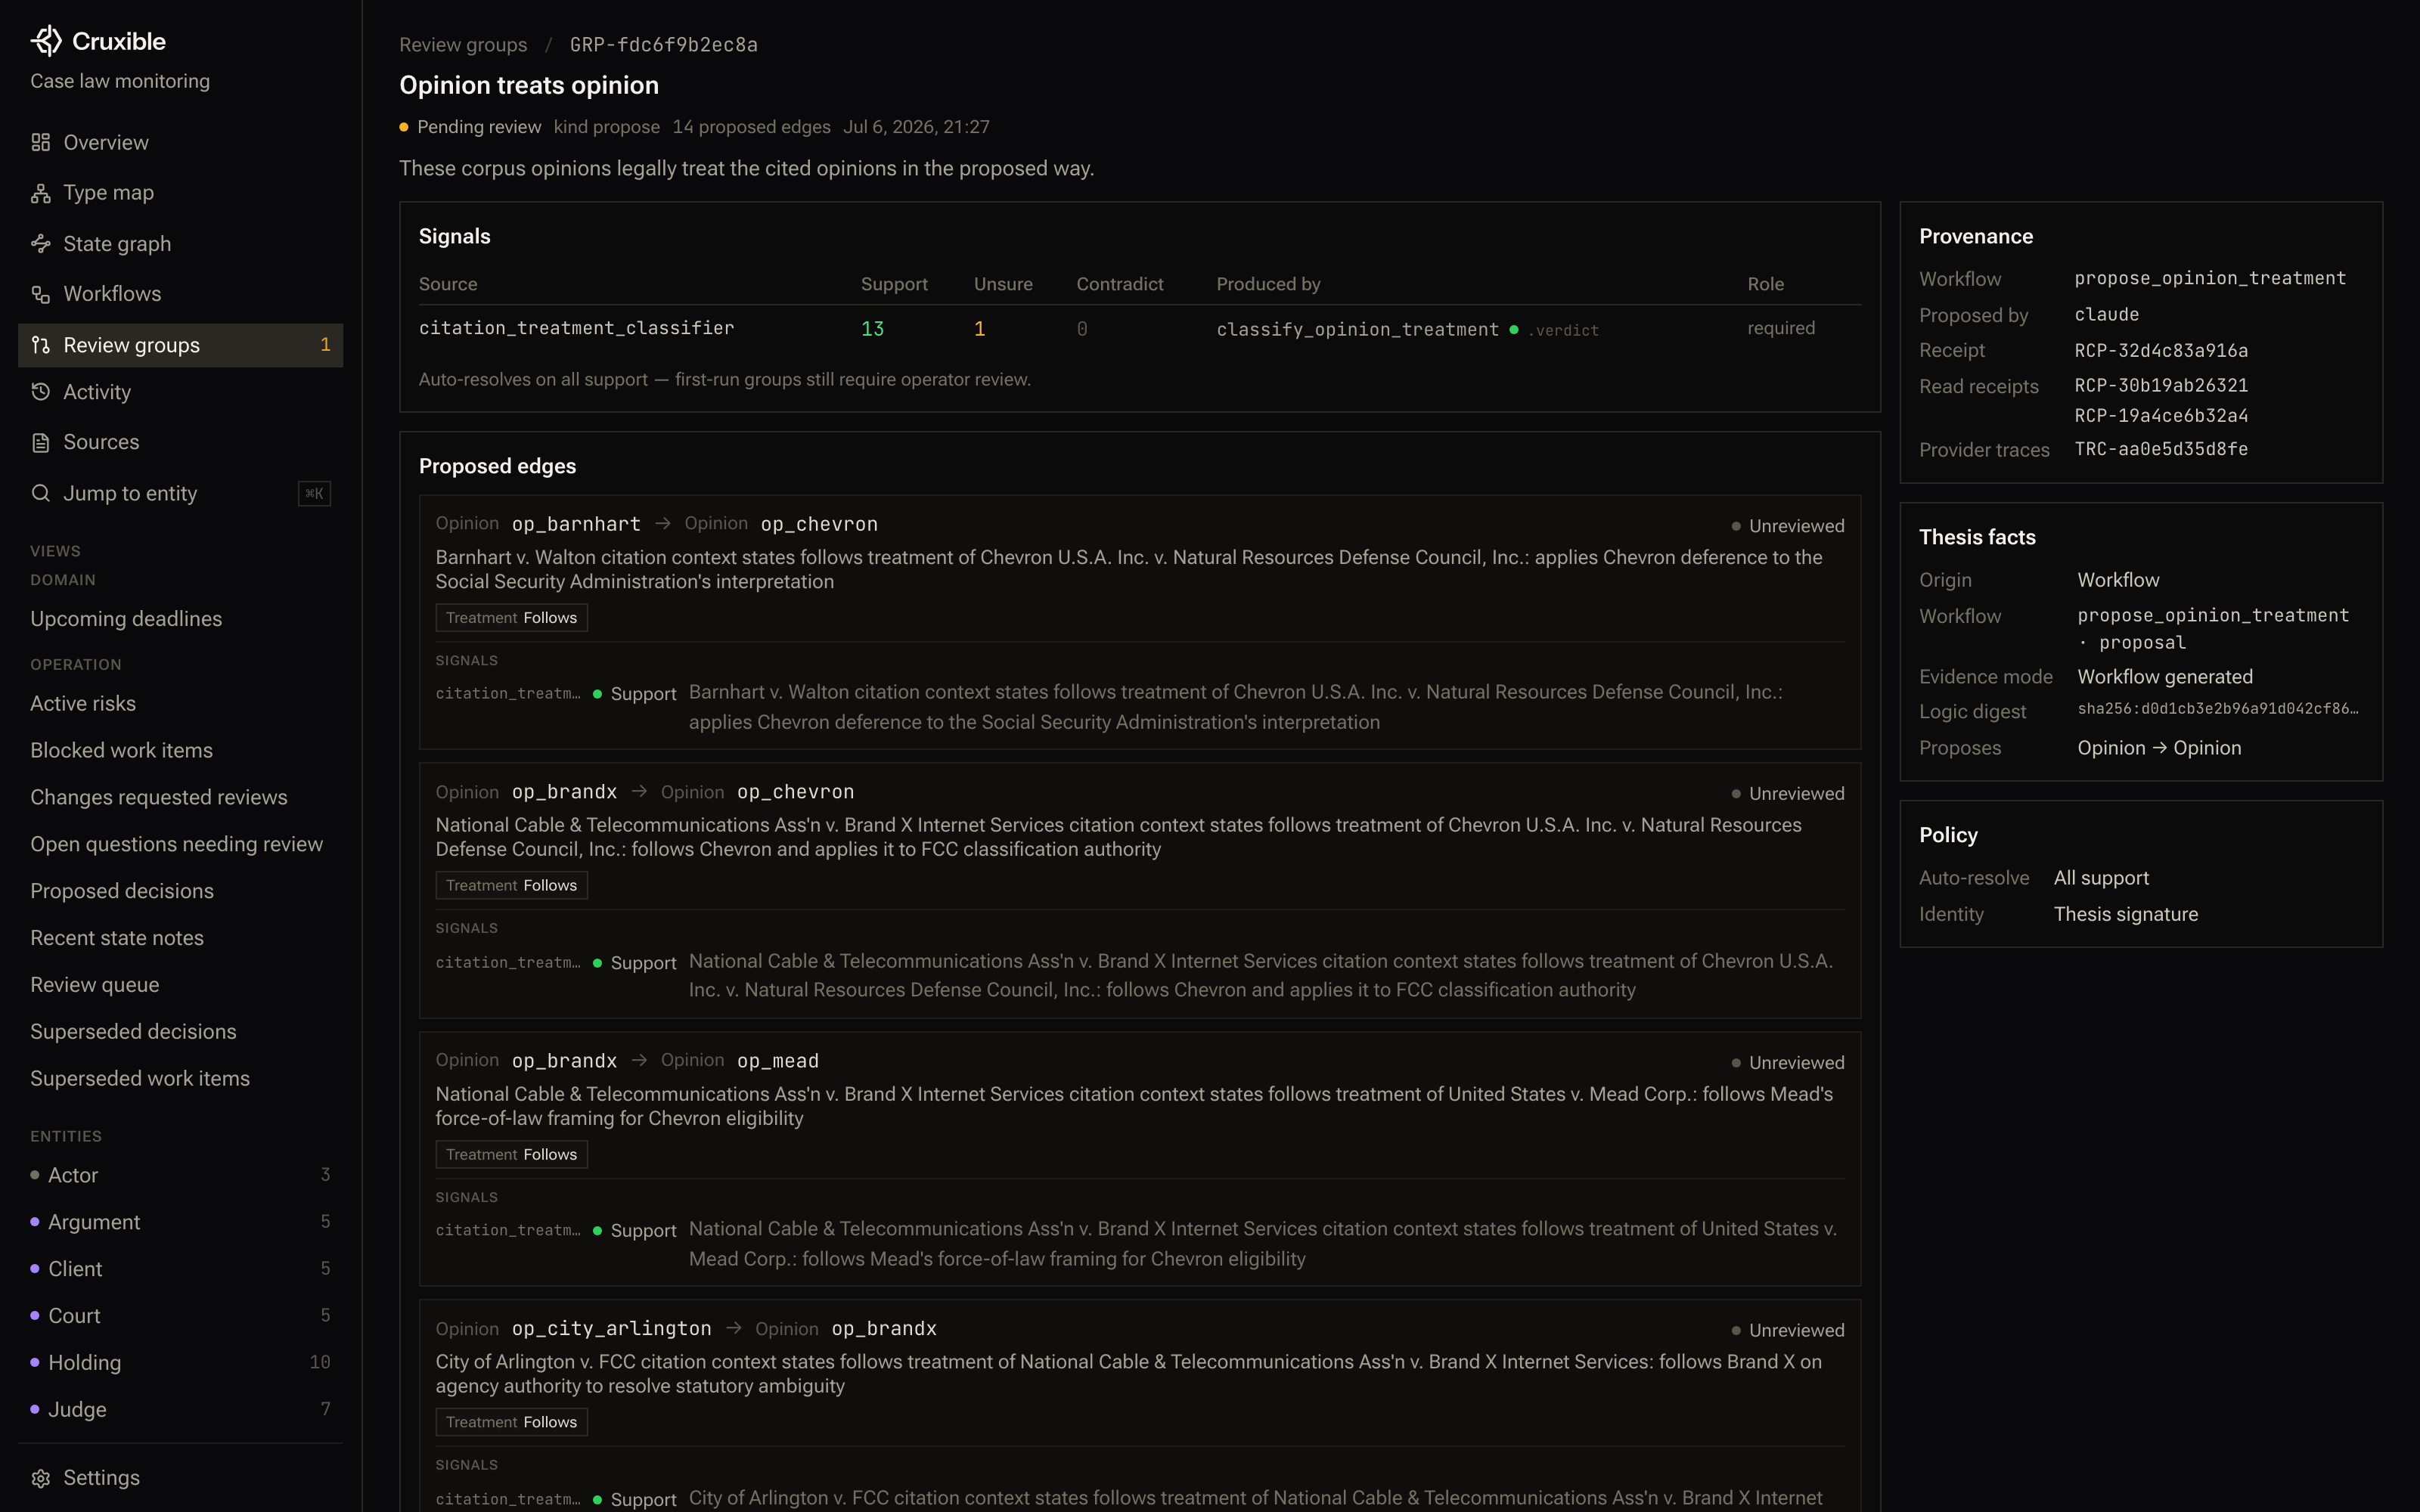 Cruxible
Case law monitoring
Overview
Type map
State graph
Workflows
Review groups 1
Activity
Sources
Jump to entity ⌘K
VIEWS
DOMAIN
Upcoming deadlines
OPERATION
Active risks
Blocked work items
Changes requested reviews
Open questions needing review
Proposed decisions
Recent state notes
Review queue
Superseded decisions
Superseded work items
ENTITIES
Actor 3
Argument 5
Client 5
Court 5
Holding 10
Judge 7
Settings
Review groups / GRP-fdc6f9b2ec8a
Opinion treats opinion
Pending review kind propose 14 proposed edges Jul 6, 2026, 21:27
These corpus opinions legally treat the cited opinions in the proposed way.
Signals
Source Support Unsure Contradict Produced by Role
citation_treatment_classifier 13 1 0 classify_opinion_treatment .verdict required
Auto-resolves on all support — first-run groups still require operator review.
Proposed edges
Opinion op_barnhart → Opinion op_chevron Unreviewed
Barnhart v. Walton citation context states follows treatment of Chevron U.S.A. Inc. v. Natural Resources Defense Council, Inc.: applies Chevron deference to the
Social Security Administration's interpretation
Treatment Follows
SIGNALS
citation_treatm… Support Barnhart v. Walton citation context states follows treatment of Chevron U.S.A. Inc. v. Natural Resources Defense Council, Inc.:
applies Chevron deference to the Social Security Administration's interpretation
Opinion op_brandx → Opinion op_chevron Unreviewed
National Cable & Telecommunications Ass'n v. Brand X Internet Services citation context states follows treatment of Chevron U.S.A. Inc. v. Natural Resources
Defense Council, Inc.: follows Chevron and applies it to FCC classification authority
Treatment Follows
SIGNALS
citation_treatm… Support National Cable & Telecommunications Ass'n v. Brand X Internet Services citation context states follows treatment of Chevron U.S.A.
Inc. v. Natural Resources Defense Council, Inc.: follows Chevron and applies it to FCC classification authority
Opinion op_brandx → Opinion op_mead Unreviewed
National Cable & Telecommunications Ass'n v. Brand X Internet Services citation context states follows treatment of United States v. Mead Corp.: follows Mead's
force-of-law framing for Chevron eligibility
Treatment Follows
SIGNALS
citation_treatm… Support National Cable & Telecommunications Ass'n v. Brand X Internet Services citation context states follows treatment of United States v.
Mead Corp.: follows Mead's force-of-law framing for Chevron eligibility
Opinion op_city_arlington → Opinion op_brandx Unreviewed
City of Arlington v. FCC citation context states follows treatment of National Cable & Telecommunications Ass'n v. Brand X Internet Services: follows Brand X on
agency authority to resolve statutory ambiguity
Treatment Follows
SIGNALS
citation_treatm… Support City of Arlington v. FCC citation context states follows treatment of National Cable & Telecommunications Ass'n v. Brand X Internet
Provenance
Workflow propose_opinion_treatment
Proposed by claude
Receipt RCP-32d4c83a916a
Read receipts RCP-30b19ab26321
RCP-19a4ce6b32a4
Provider traces TRC-aa0e5d35d8fe
Thesis facts
Origin Workflow
Workflow propose_opinion_treatment
· proposal
Evidence mode Workflow generated
Logic digest sha256:d0d1cb3e2b96a91d042cf86…
Proposes Opinion → Opinion
Policy
Auto-resolve All support
Identity Thesis signature